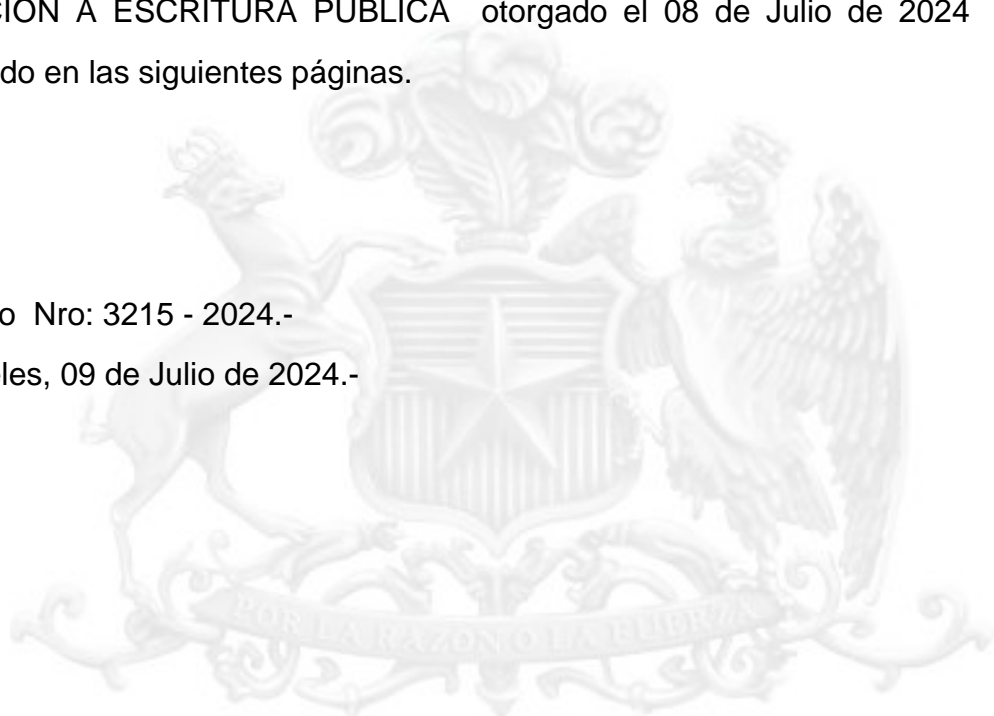 CION A ESCRITURA PUBLICA otorgado el 08 de Julio de 2024
do en las siguientes páginas.
o Nro: 3215 - 2024.-
les, 09 de Julio de 2024.-
POR LA RAZON O LA FUERZA